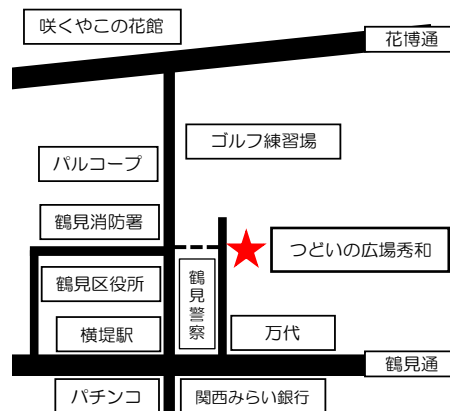 咲くやこの花館
花博通
ゴルフ練習場
パルコープ
鶴見消防署
つどいの広場秀和
鶴見区役所
鶴見警察
横堤駅
万代
鶴見通
パチンコ
関西みらい銀行